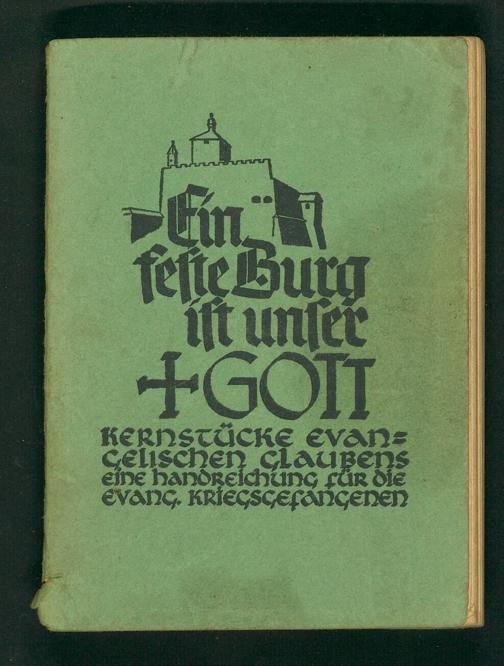 Ein
feste Burg
ist unser
+GOTT
KERNSTÜCKE EVAN=
GELISCHEN GLAUBENS
EINE HANDREICHUNG FÜR DIE
EVANG. KRIEGSGEFANGENEN